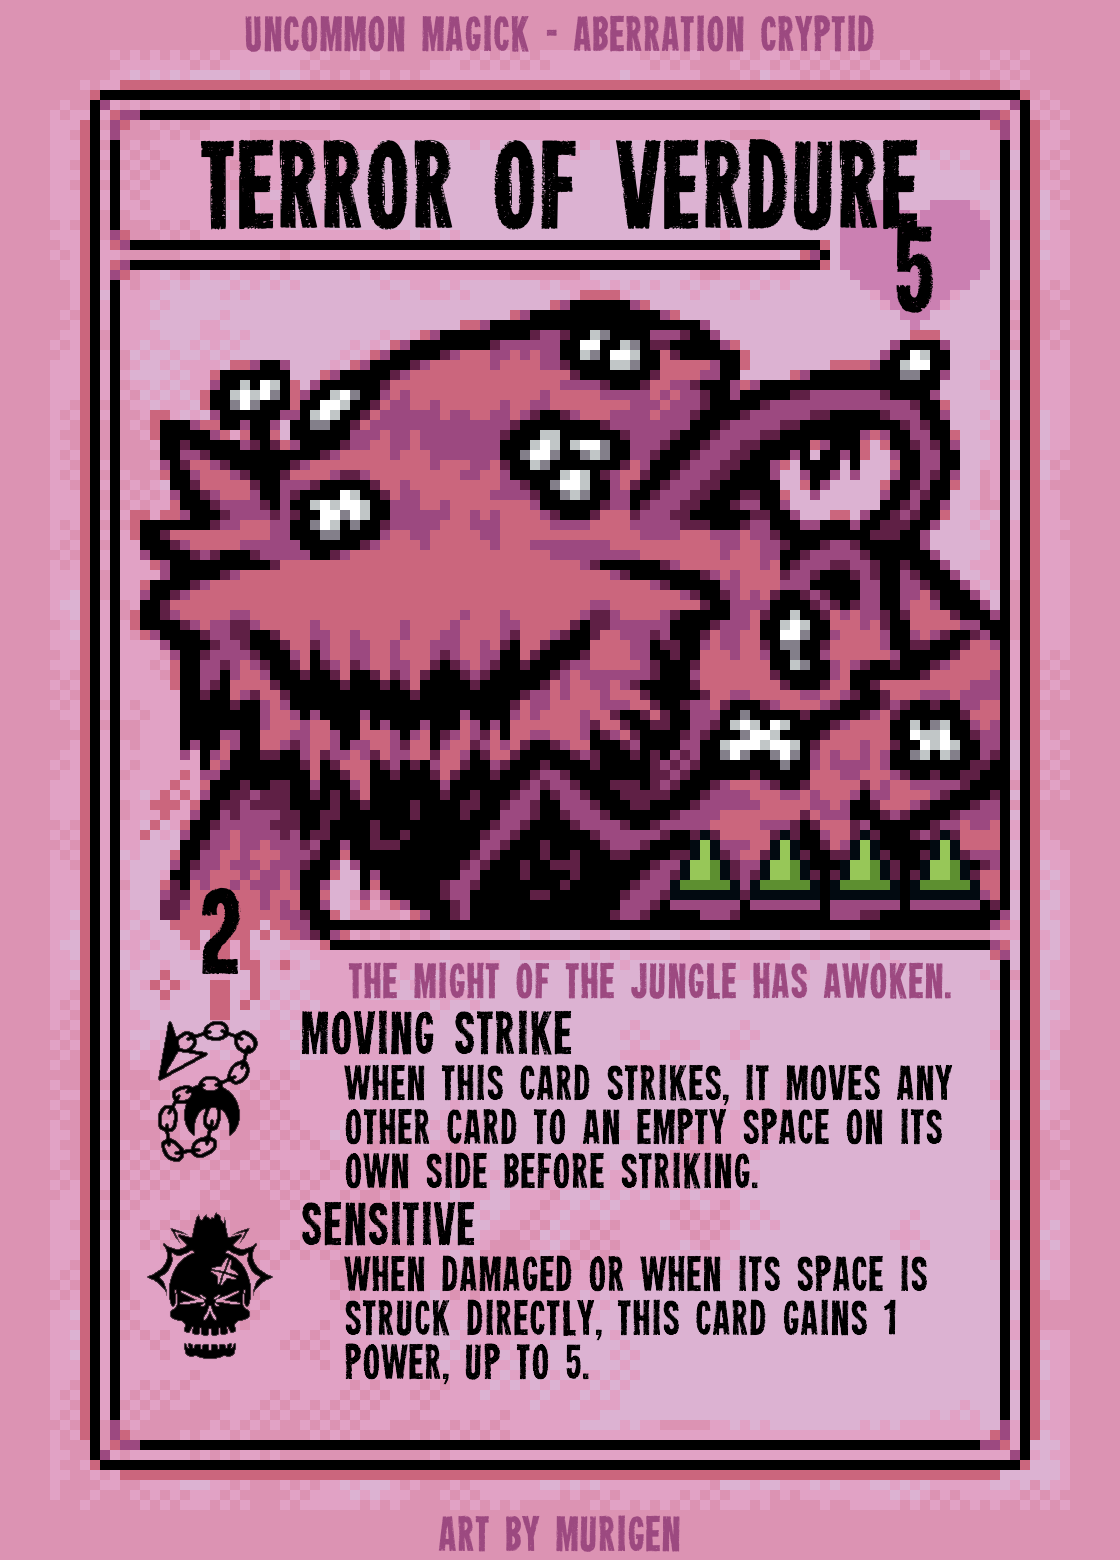 UNCOMMON MAGICK - ABERRATION CRYPTID
TERROR OF VERDURE
5
2
THE MIGHT OF THE JUNGLE HAS AWOKEN.
MOVING STRIKE
WHEN THIS CARD STRIKES, IT MOVES ANY
OTHER CARD TO AN EMPTY SPACE ON ITS
OWN SIDE BEFORE STRIKING.
SENSITIVE
WHEN DAMAGED OR WHEN ITS SPACE IS
STRUCK DIRECTLY, THIS CARD GAINS 1
POWER, UP TO 5.
ART BY MURIGEN